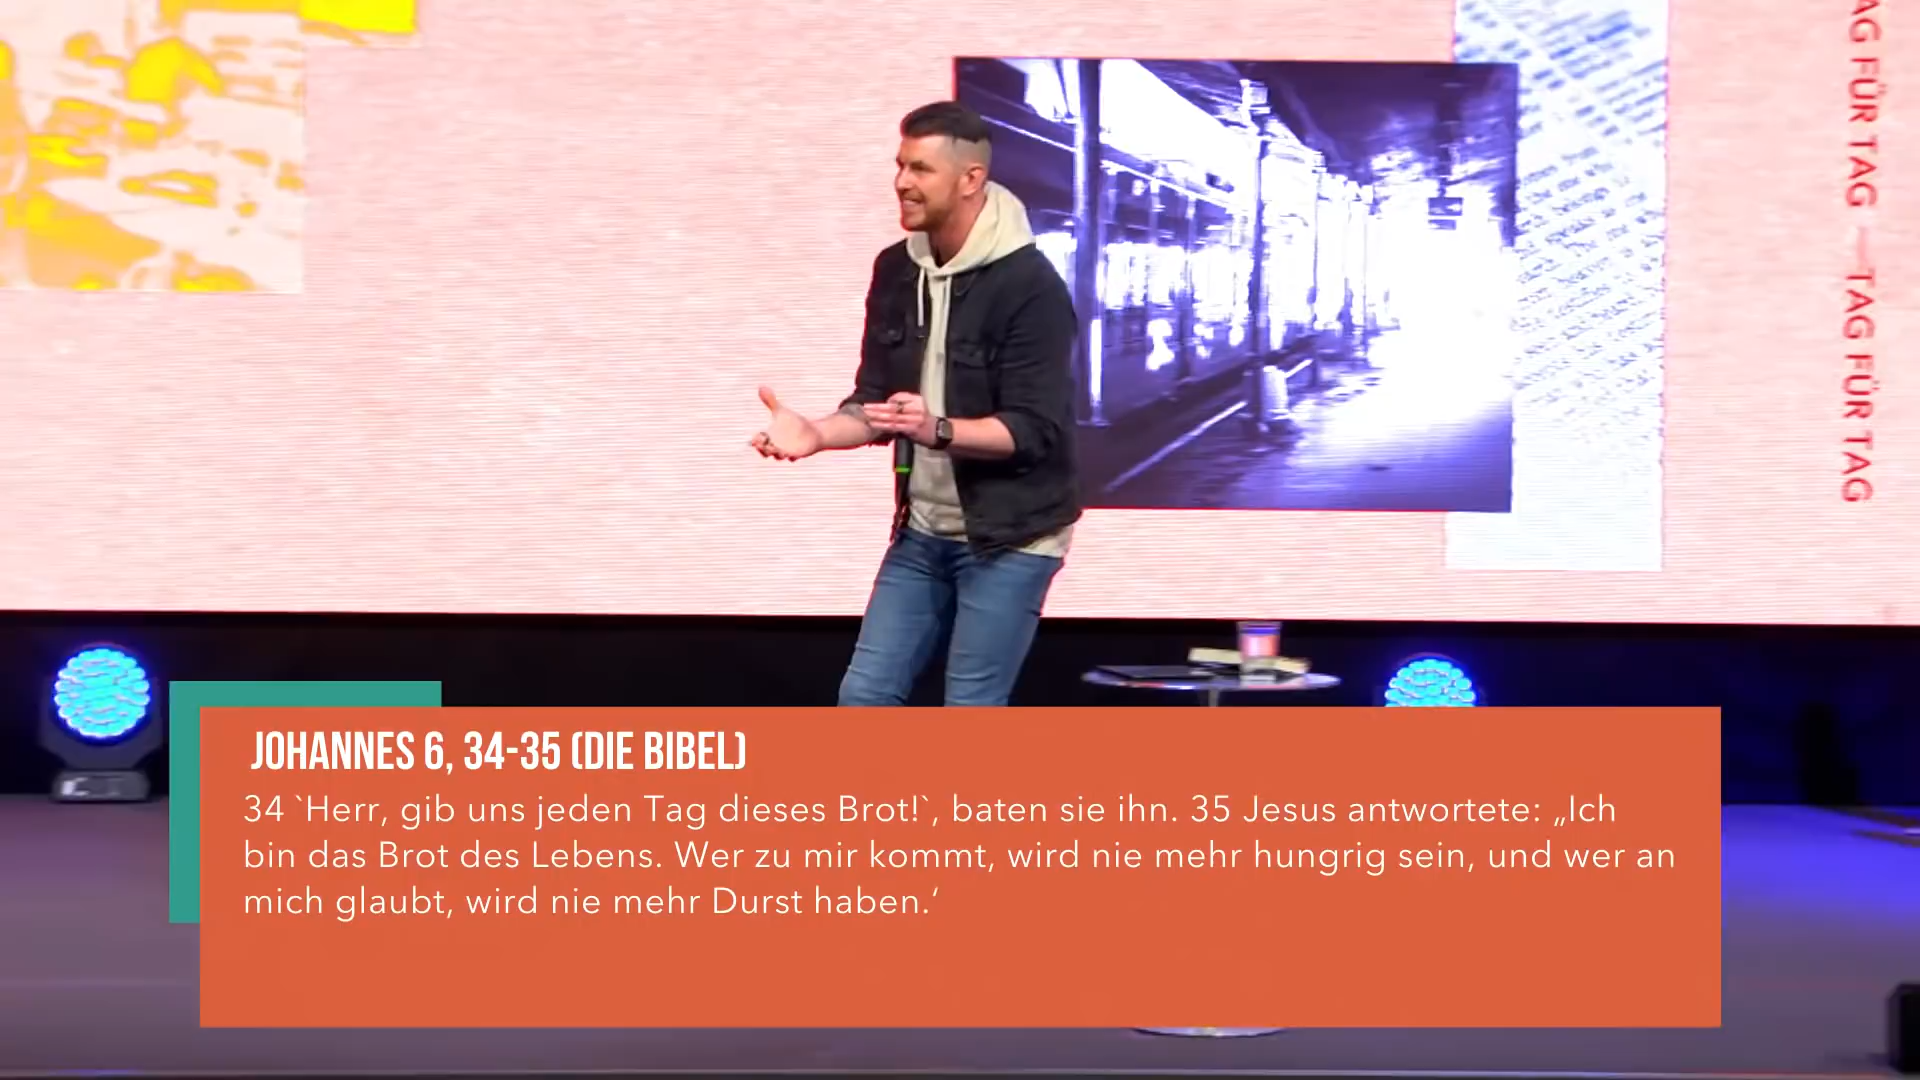 AG FÜR TAG — TAG FÜR TAG
JOHANNES 6, 34-35 (DIE BIBEL)
34 `Herr, gib uns jeden Tag dieses Brot!`, baten sie ihn. 35 Jesus antwortete: „Ich
bin das Brot des Lebens. Wer zu mir kommt, wird nie mehr hungrig sein, und wer an
mich glaubt, wird nie mehr Durst haben.‘